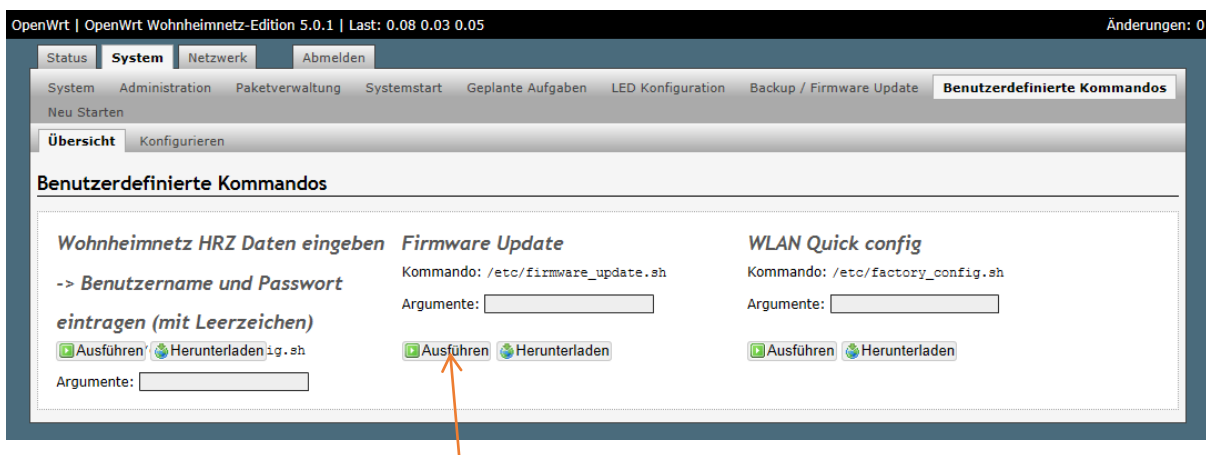 OpenWrt | OpenWrt Wohnheimnetz-Edition 5.0.1 | Last: 0.08 0.03 0.05 Änderungen: 0
Status System Netzwerk Abmelden
System Administration Paketverwaltung Systemstart Geplante Aufgaben LED Konfiguration Backup / Firmware Update Benutzerdefinierte Kommandos
Neu Starten
Übersicht Konfigurieren
Benutzerdefinierte Kommandos
Wohnheimnetz HRZ Daten eingeben
-> Benutzername und Passwort
eintragen (mit Leerzeichen)
Ausführen Herunterladen ig.sh
Argumente:
Firmware Update
Kommando: /etc/firmware_update.sh
Argumente:
Ausführen Herunterladen
WLAN Quick config
Kommando: /etc/factory_config.sh
Argumente:
Ausführen Herunterladen